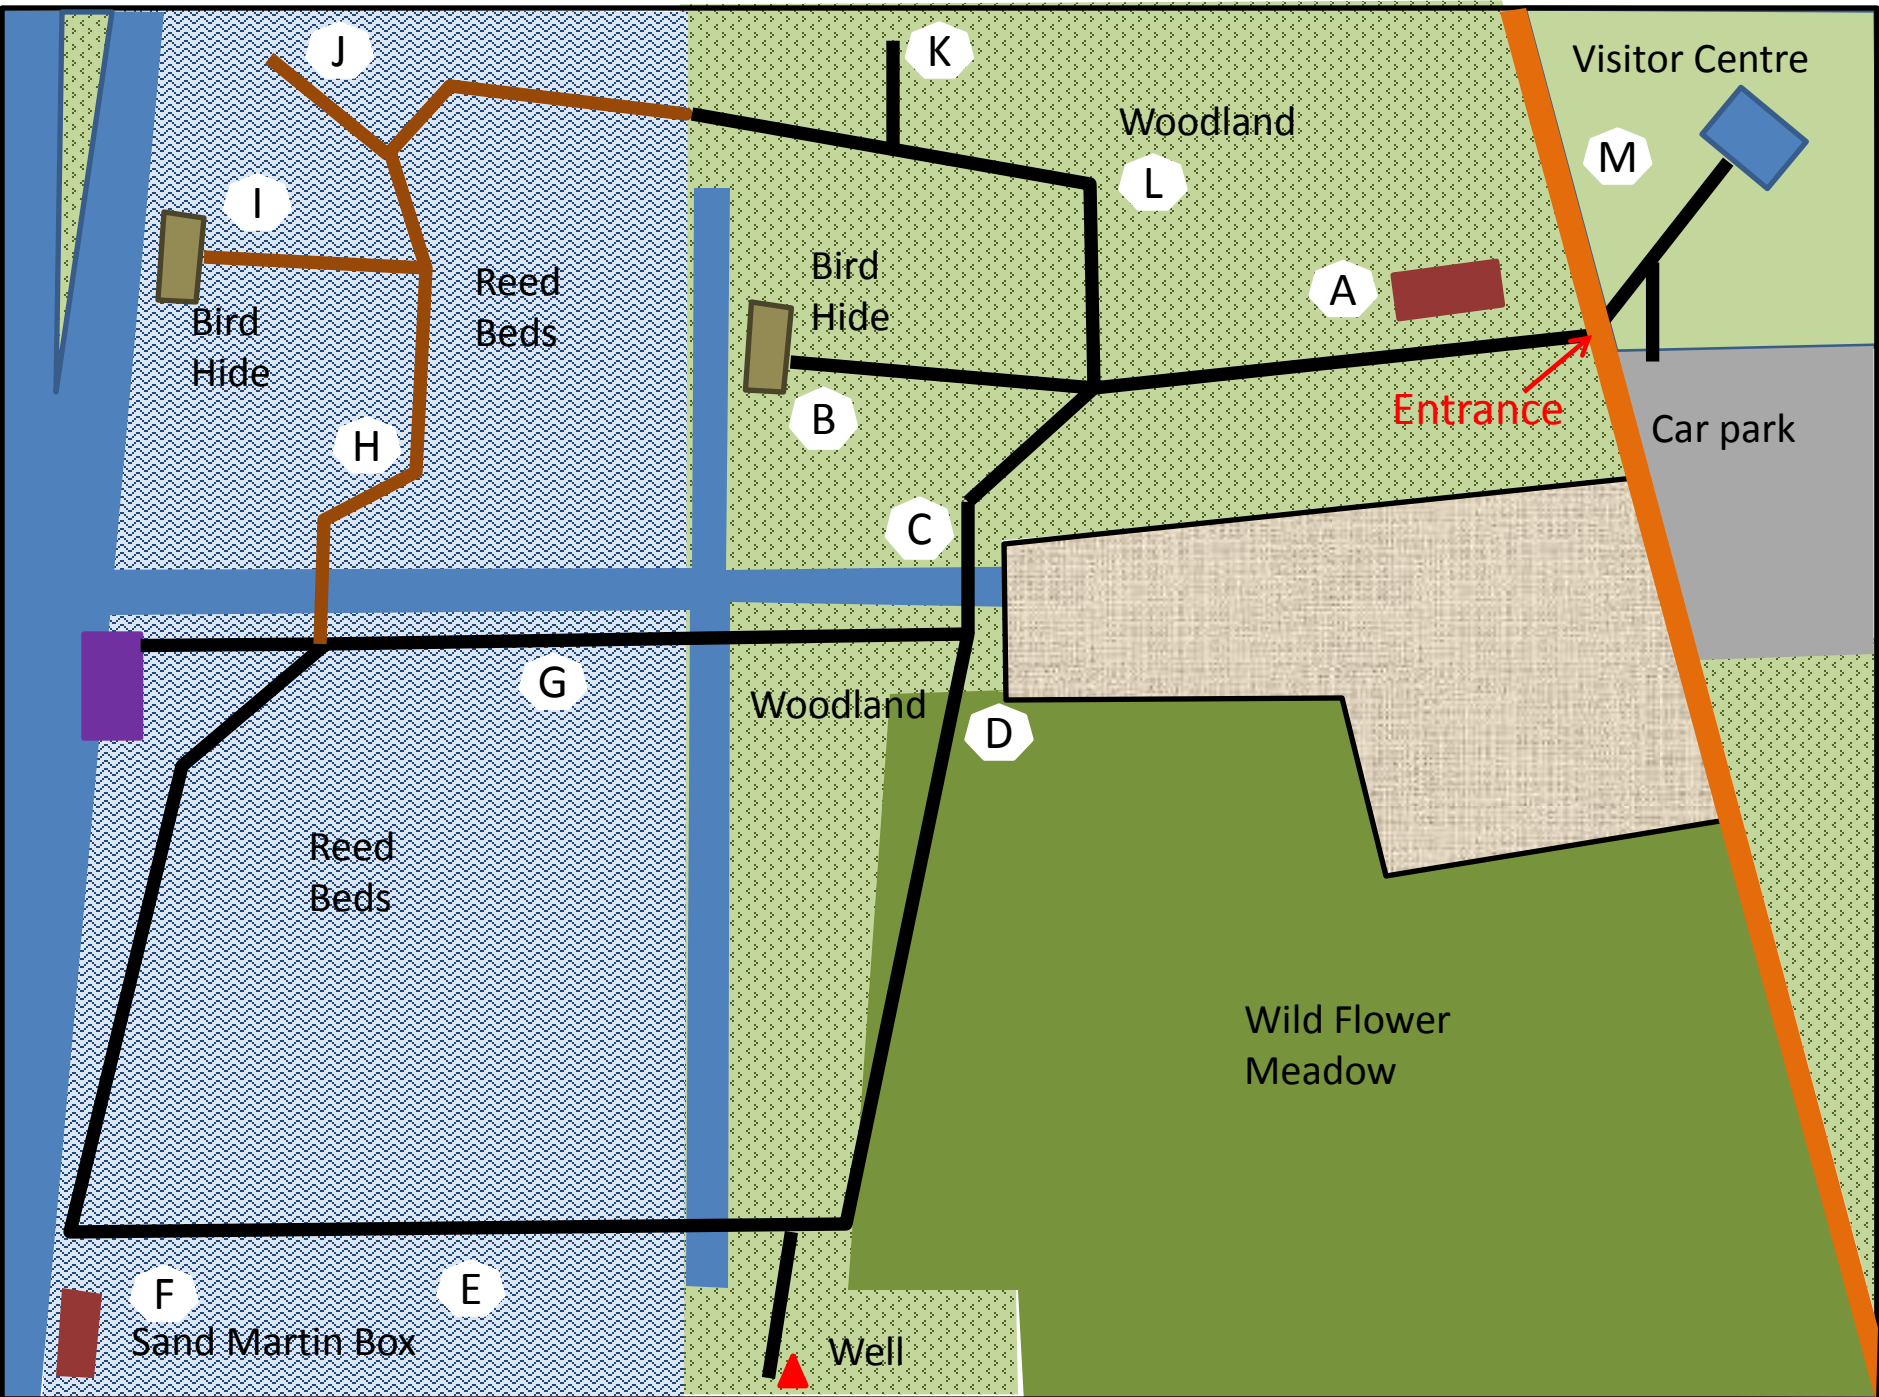 J
K
Visitor Centre
Woodland
M
L
I
Bird
Hide
Reed
Beds
A
Bird
Hide
Entrance
B
Car park
H
C
G
Woodland
D
Reed
Beds
Wild Flower
Meadow
E
F
Sand Martin Box
Well